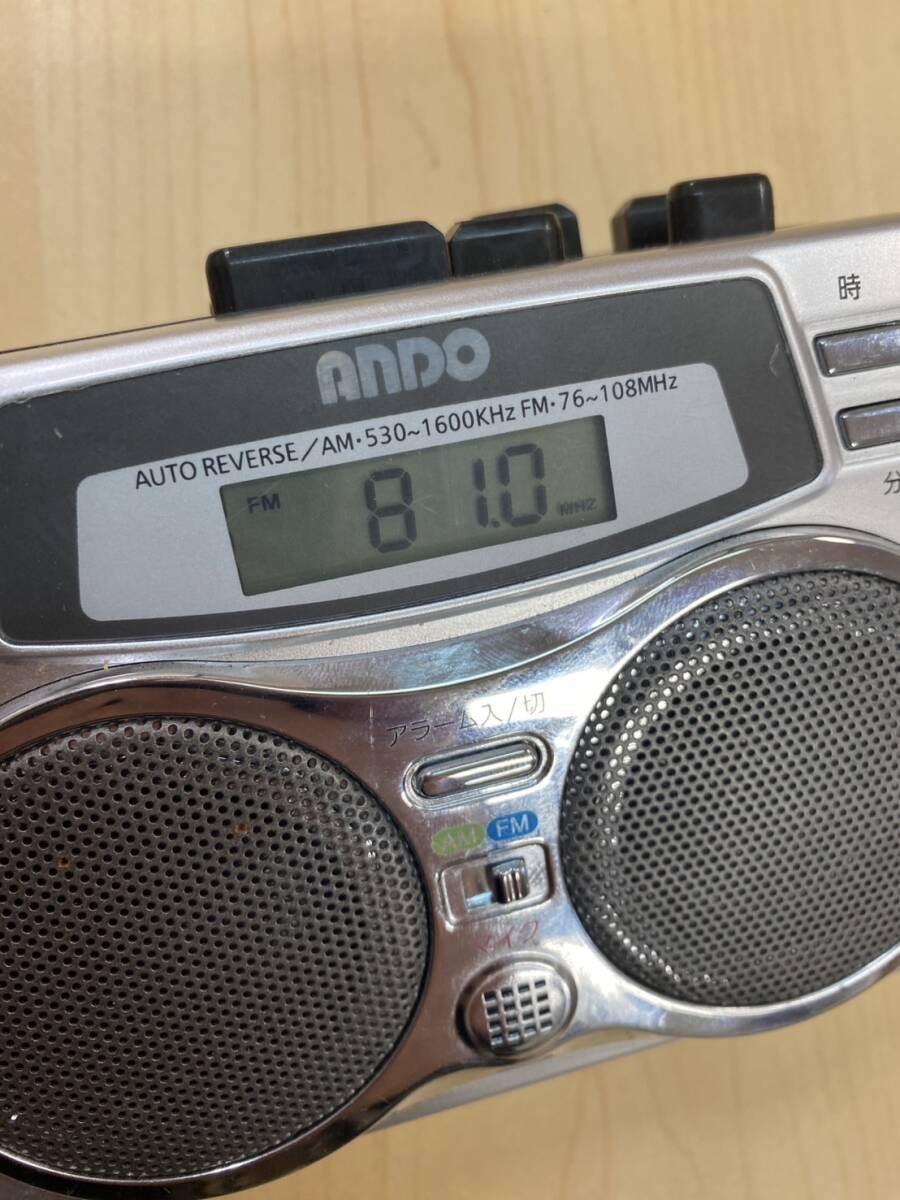 ANDO
AUTO REVERSE/AM・530~1600KHz FM・76~108MHz
FM 81.0 MHZ
時
分
アラーム入/切
AM FM
マイク